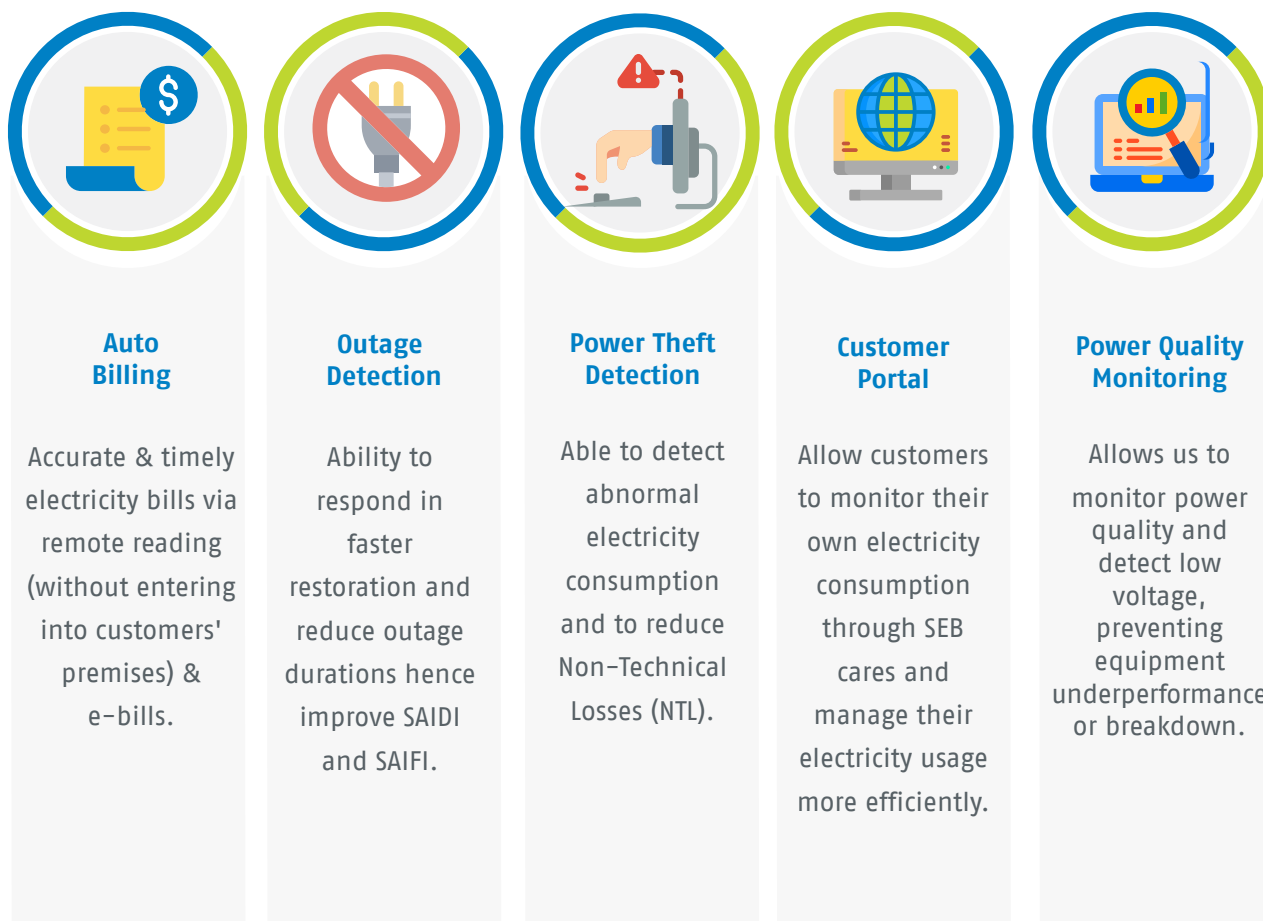 Auto
Billing
Accurate & timely
electricity bills via
remote reading
(without entering
into customers'
premises) &
e-bills.
Outage
Detection
Ability to
respond in
faster
restoration and
reduce outage
durations hence
improve SAIDI
and SAIFI.
Power Theft
Detection
Able to detect
abnormal
electricity
consumption
and to reduce
Non-Technical
Losses (NTL).
Customer
Portal
Allow customers
to monitor their
own electricity
consumption
through SEB
cares and
manage their
electricity usage
more efficiently.
Power Quality
Monitoring
Allows us to
monitor power
quality and
detect low
voltage,
preventing
equipment
underperformance
or breakdown.